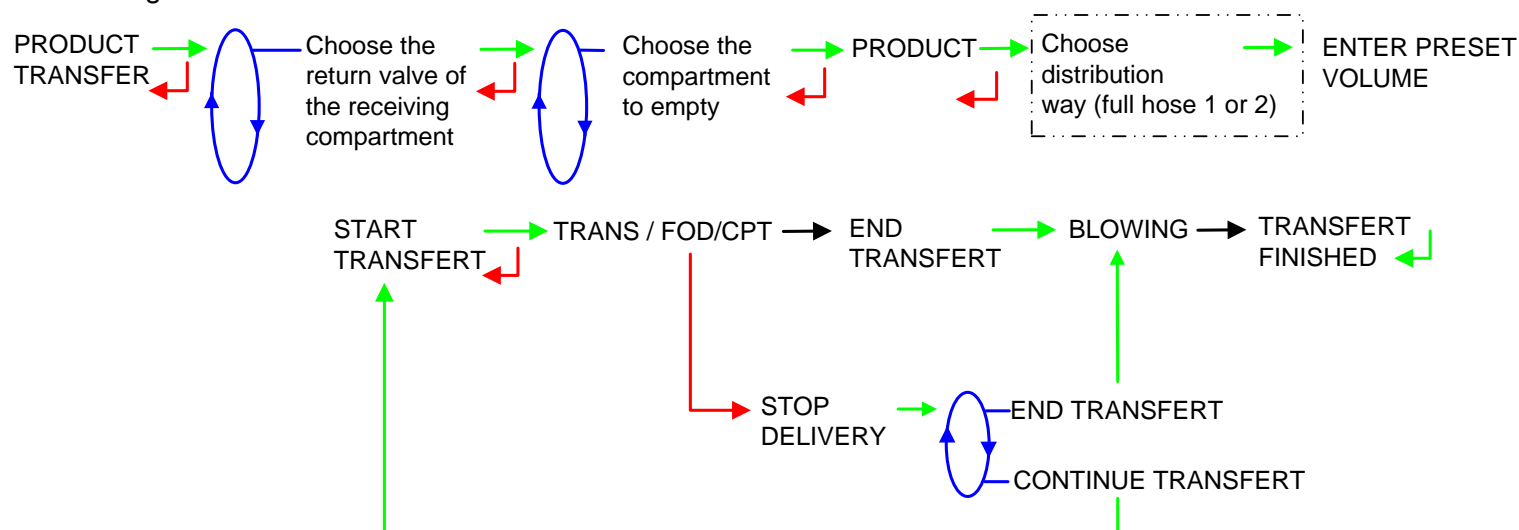 PRODUCT
TRANSFER
Choose the
return valve of
the receiving
compartment
Choose the
compartment
to empty
PRODUCT
Choose
distribution
way (full hose 1 or 2)
ENTER PRESET
VOLUME
START
TRANSFERT
TRANS / FOD/CPT
END
TRANSFERT
BLOWING
TRANSFERT
FINISHED
STOP
DELIVERY
END TRANSFERT
CONTINUE TRANSFERT